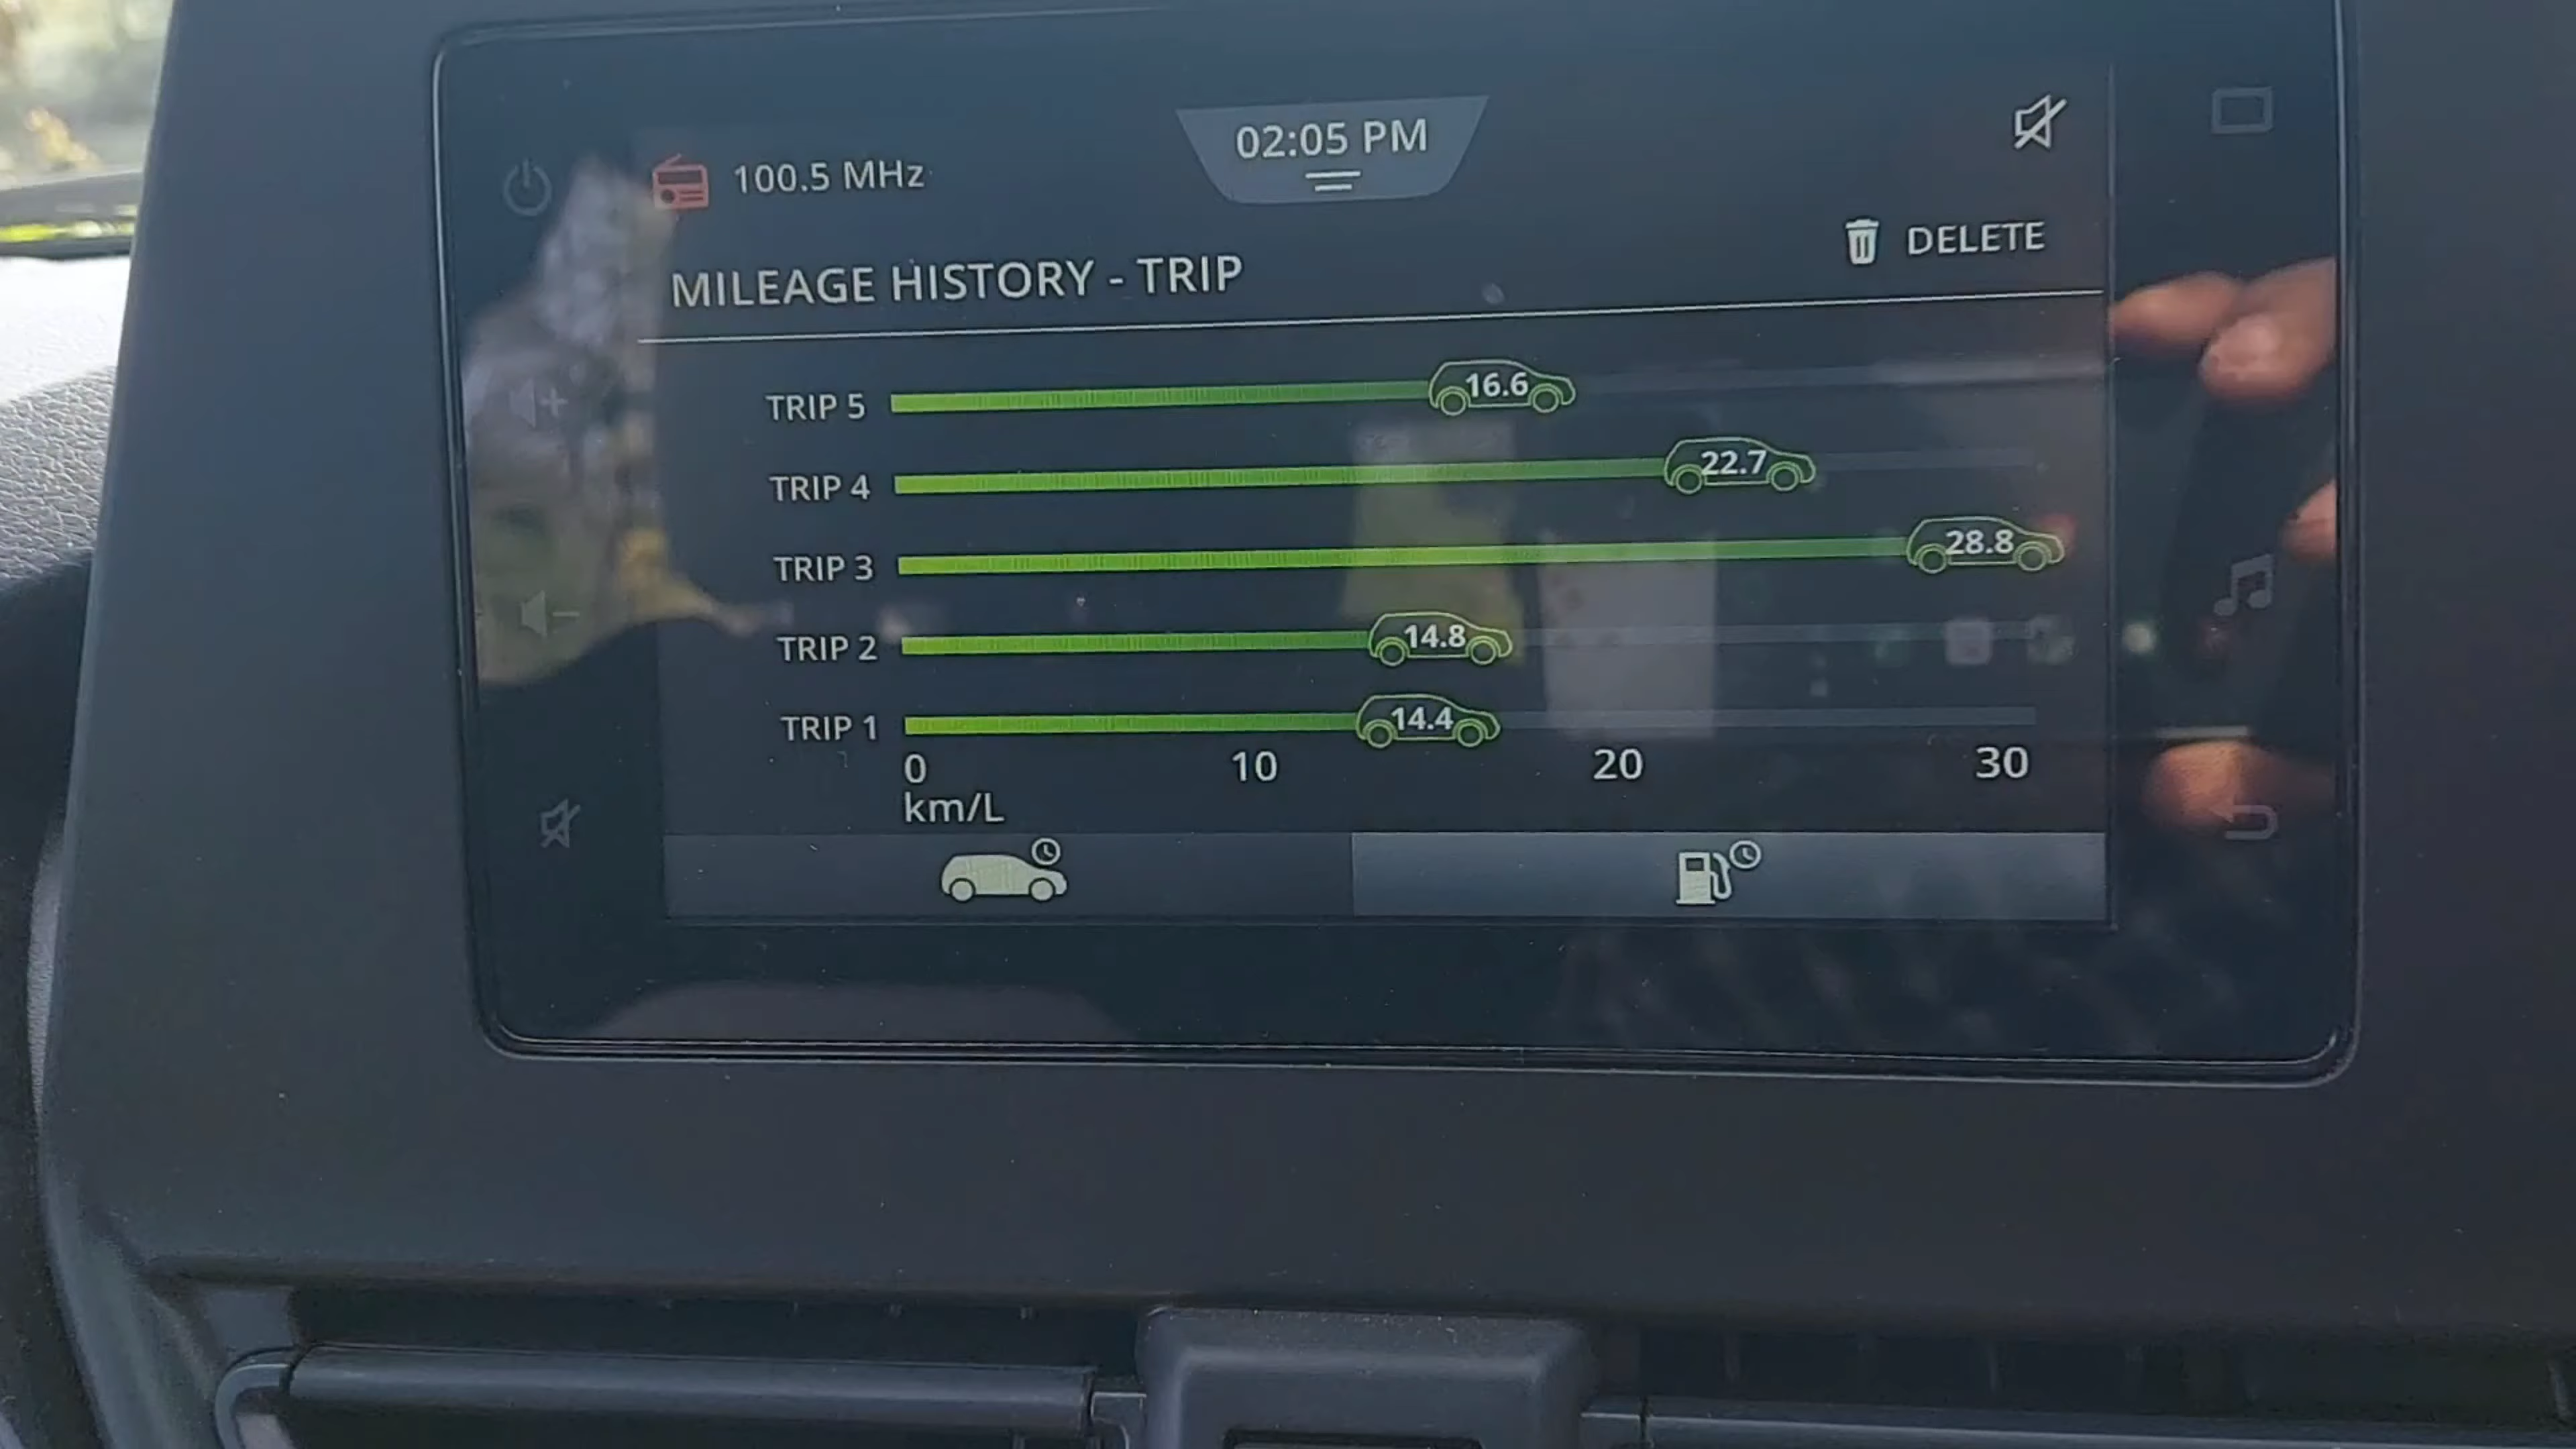 02:05 PM
100.5 MHz
DELETE
MILEAGE HISTORY - TRIP
TRIP 5 16.6
TRIP 4 22.7
TRIP 3 28.8
TRIP 2 14.8
TRIP 1 14.4
0 10 20 30
km/L